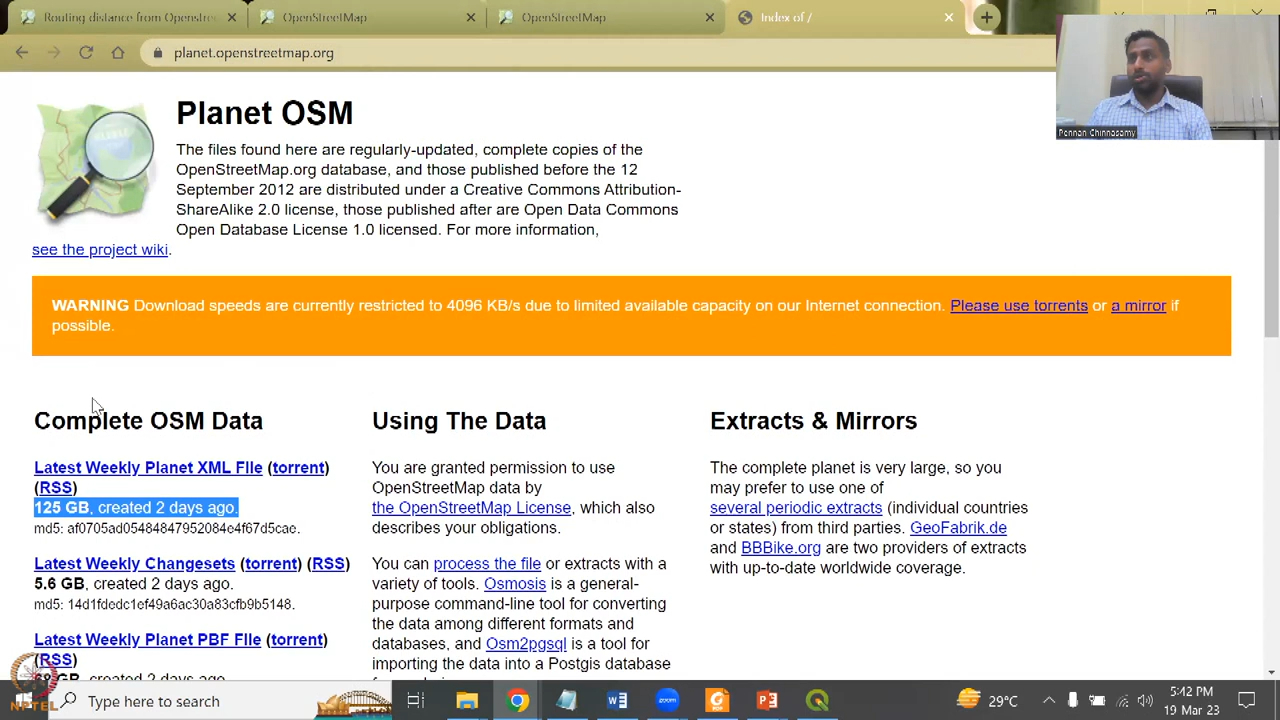 Routing distance from Openstre
OpenStreetMap
OpenStreetMap
Index of /
planet.openstreetmap.org
Pennan Chinnasamy
Planet OSM
The files found here are regularly-updated, complete copies of the
OpenStreetMap.org database, and those published before the 12
September 2012 are distributed under a Creative Commons Attribution-
ShareAlike 2.0 license, those published after are Open Data Commons
Open Database License 1.0 licensed. For more information,
see the project wiki.
WARNING Download speeds are currently restricted to 4096 KB/s due to limited available capacity on our Internet connection. Please use torrents or a mirror if
possible.
Complete OSM Data
Latest Weekly Planet XML File (torrent)
(RSS)
125 GB, created 2 days ago.
md5: af0705ad05484847952084e4f67d5cae.
Latest Weekly Changesets (torrent) (RSS)
5.6 GB, created 2 days ago.
md5: 14d1fdedc1ef49a6ac30a83cfb9b5148.
Latest Weekly Planet PBF File (torrent)
(RSS)
GB, created 2 days ago.
Using The Data
You are granted permission to use
OpenStreetMap data by
the OpenStreetMap License, which also
describes your obligations.
You can process the file or extracts with a
variety of tools. Osmosis is a general-
purpose command-line tool for converting
the data among different formats and
databases, and Osm2pgsql is a tool for
importing the data into a Postgis database
Extracts & Mirrors
The complete planet is very large, so you
may prefer to use one of
several periodic extracts (individual countries
or states) from third parties. GeoFabrik.de
and BBBike.org are two providers of extracts
with up-to-date worldwide coverage.
NPTEL
Type here to search
29°C
5:42 PM
19 Mar 23